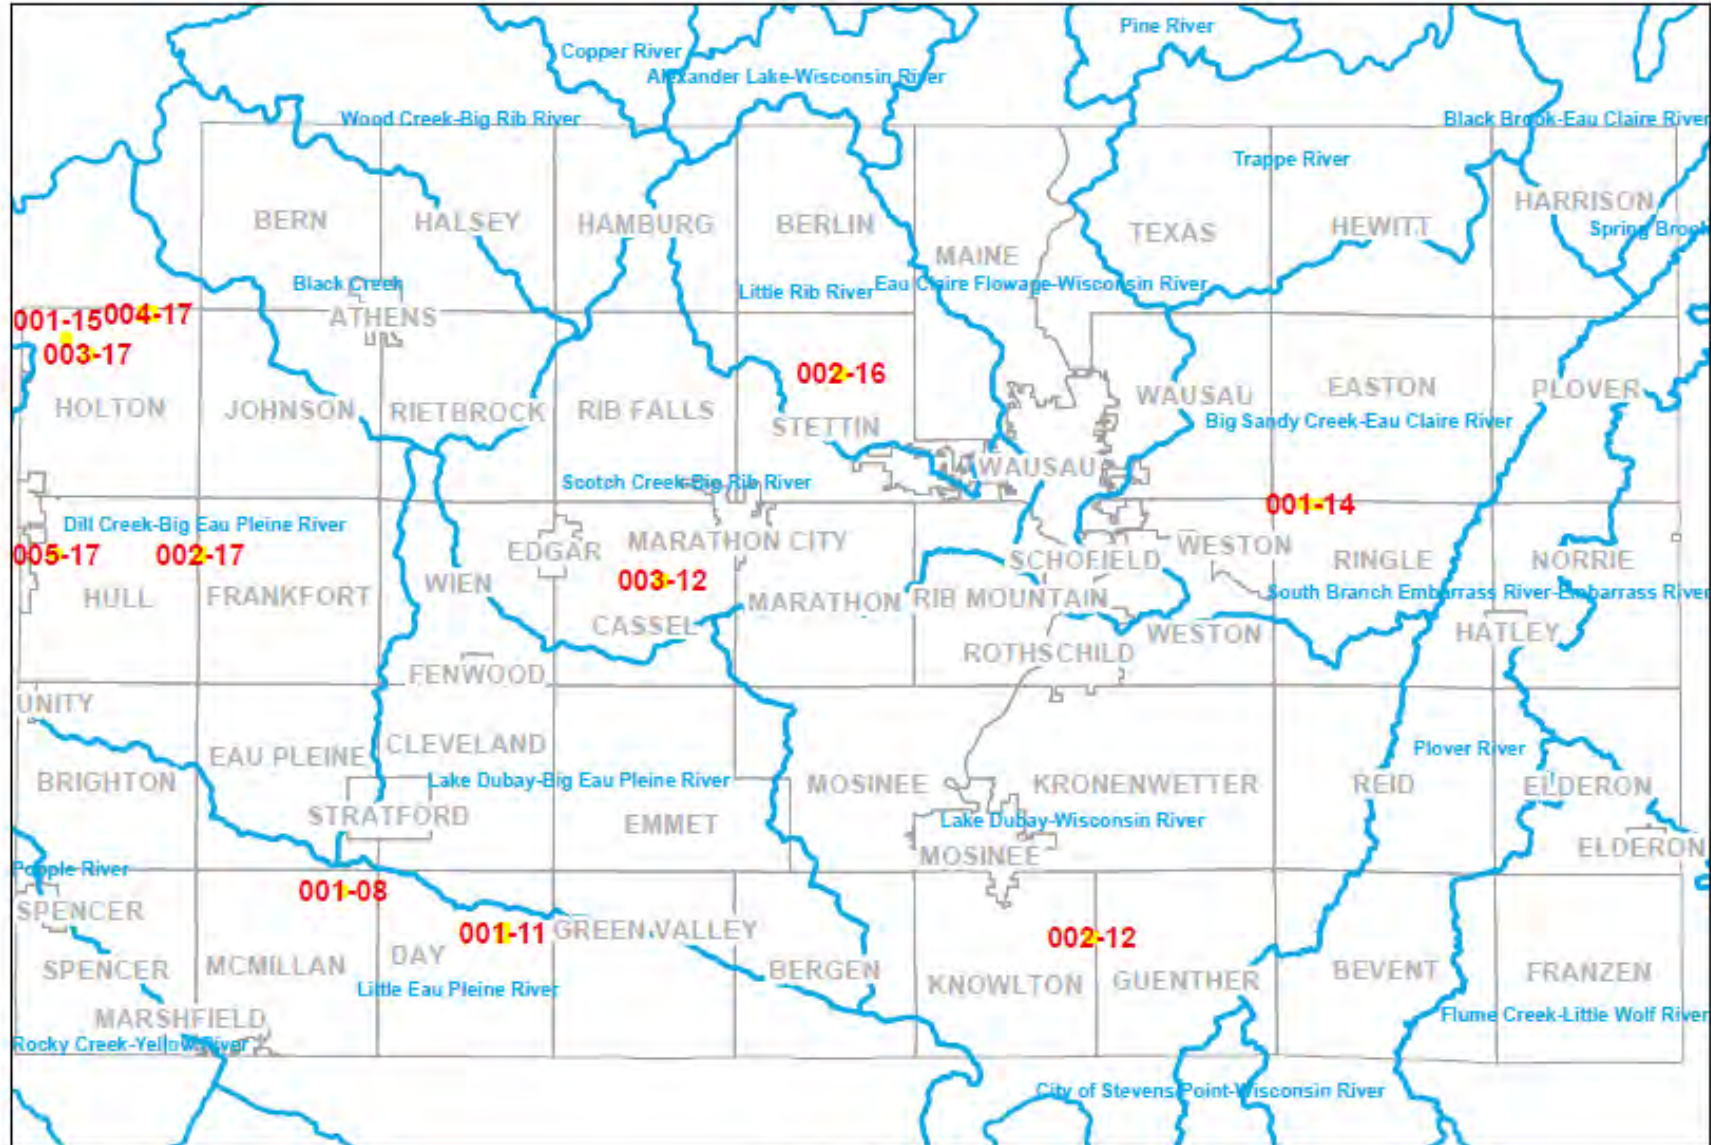 Pine River
Copper River
Alexander Lake-Wisconsin River
Wood Creek-Big Rib River
Black Brook-Eau Claire River
Trappe River
HARRISON
BERN
HALSEY
HAMBURG
BERLIN
TEXAS
HEWITT
Spring Brook
MAINE
Black Creek
Little Rib River
Eau Claire Flowage-Wisconsin River
001-15
004-17
ATHENS
003-17
002-16
HOLTON
JOHNSON
RIETBROCK
RIB FALLS
STETTIN
WAUSAU
EASTON
PLOVER
Big Sandy Creek-Eau Claire River
WAUSAU
Scotch Creek-Big Rib River
001-14
Dill Creek-Big Eau Pleine River
005-17
002-17
EDGAR
MARATHON CITY
SCHOFIELD
WESTON
RINGLE
NORRIE
HULL
FRANKFORT
WIEN
003-12
CASSEL
MARATHON
RIB MOUNTAIN
South Branch Embarrass River-Embarrass River
WESTON
HATLEY
ROTHSCHILD
FENWOOD
UNITY
EAU PLEINE
CLEVELAND
Plover River
BRIGHTON
Lake Dubay-Big Eau Pleine River
MOSINEE
KRONENWETTER
REID
ELDERON
STRATFORD
EMMET
Lake Dubay-Wisconsin River
MOSINEE
ELDERON
Popple River
001-08
SPENCER
001-11
GREEN VALLEY
002-12
SPENCER
MCMILLAN
DAY
BERGEN
KNOWLTON
GUENTHER
BEVENT
FRANZEN
Little Eau Pleine River
MARSHFIELD
Flume Creek-Little Wolf River
Rocky Creek-Yellow River
City of Stevens Point-Wisconsin River